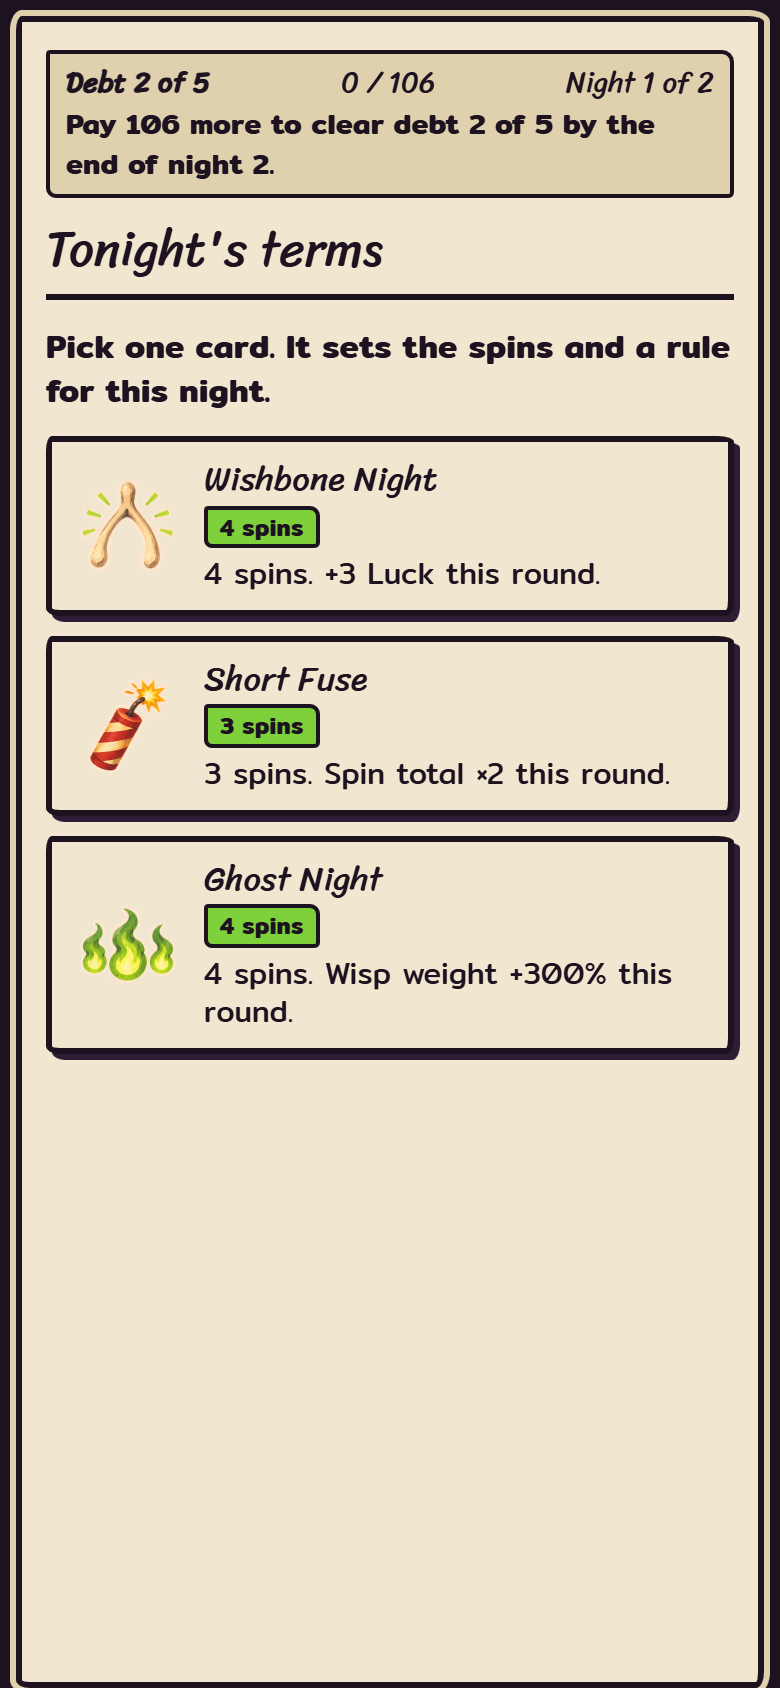 Debt 2 of 5 0 / 106 Night 1 of 2
Pay 106 more to clear debt 2 of 5 by the
end of night 2.
Tonight's terms
Pick one card. It sets the spins and a rule
for this night.
Wishbone Night
4 spins
4 spins. +3 Luck this round.
Short Fuse
3 spins
3 spins. Spin total ×2 this round.
Ghost Night
4 spins
4 spins. Wisp weight +300% this
round.